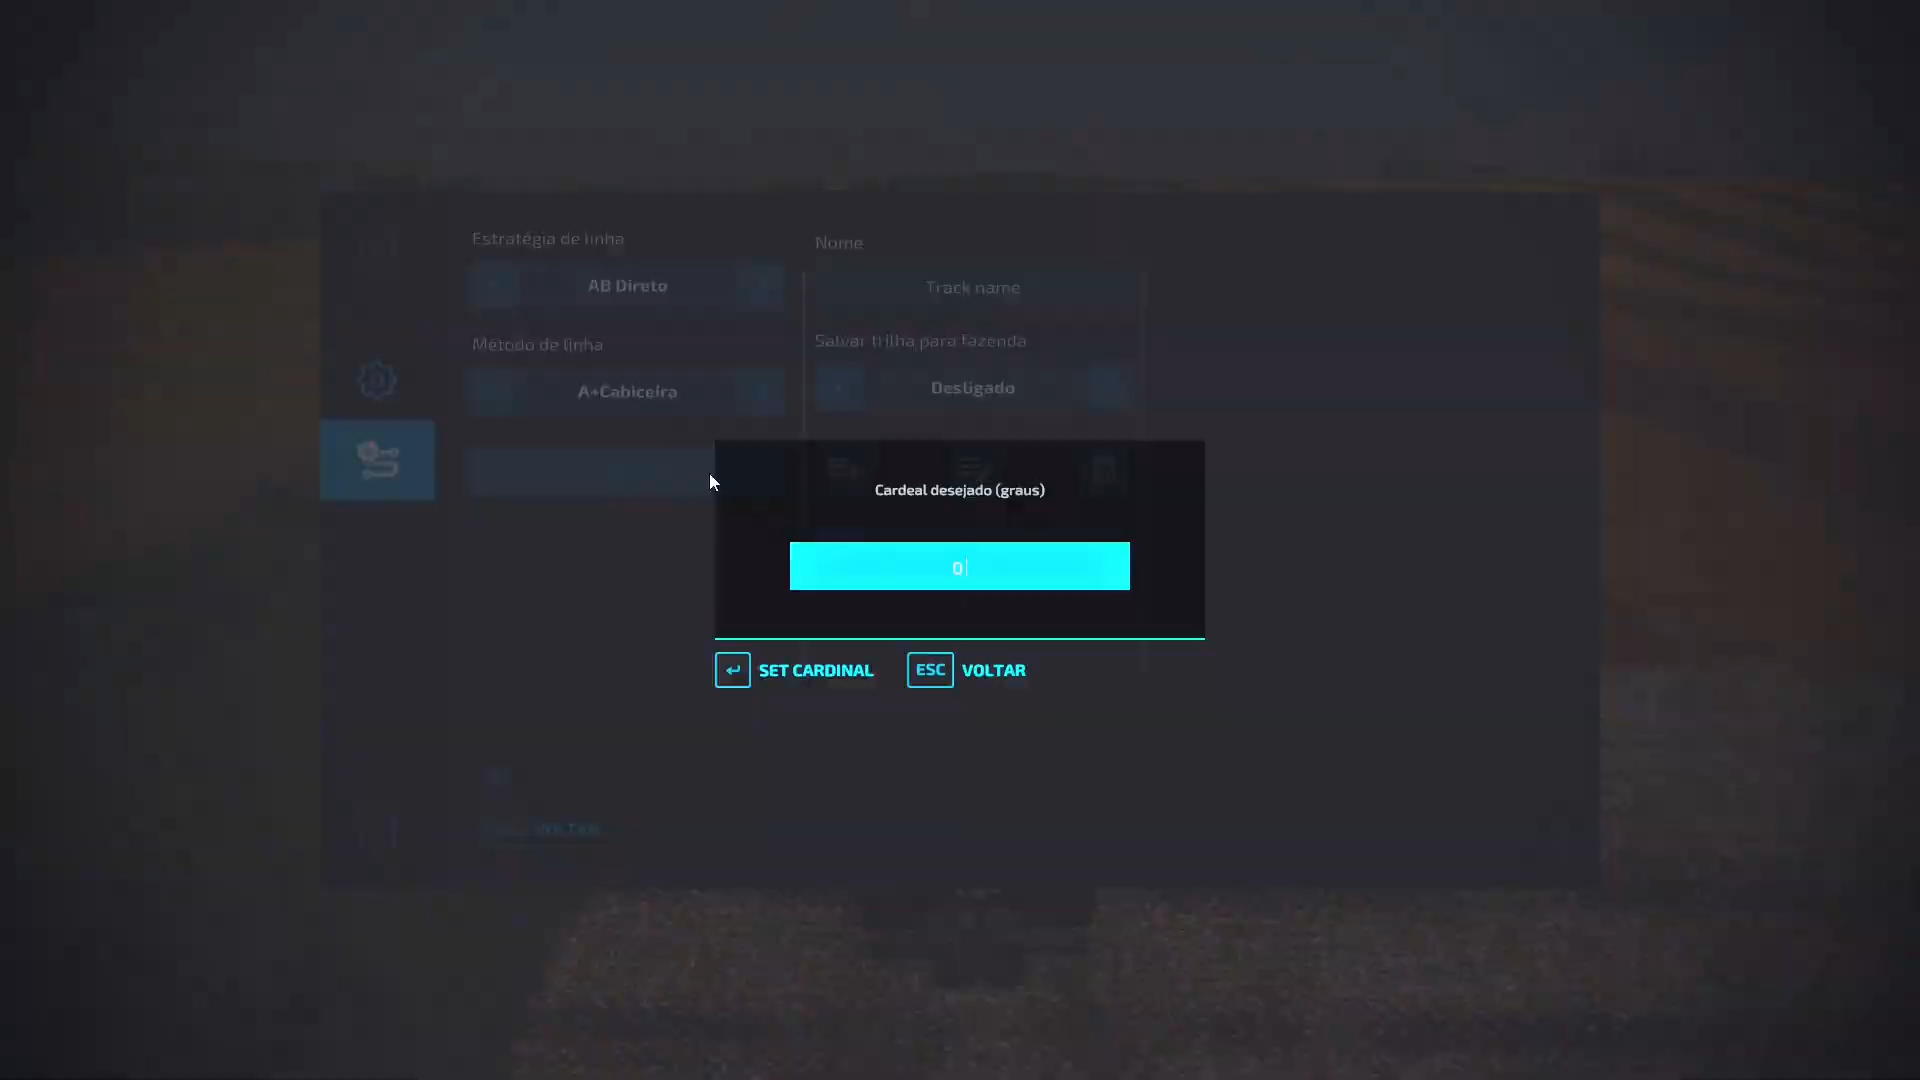 Estratégia de linha
AB Direto
Método de linha
A+Cabiceira
Nome
Track name
Salvar trilha para fazenda
Desligado
Cardeal desejado (graus)
0
SET CARDINAL
ESC VOLTAR